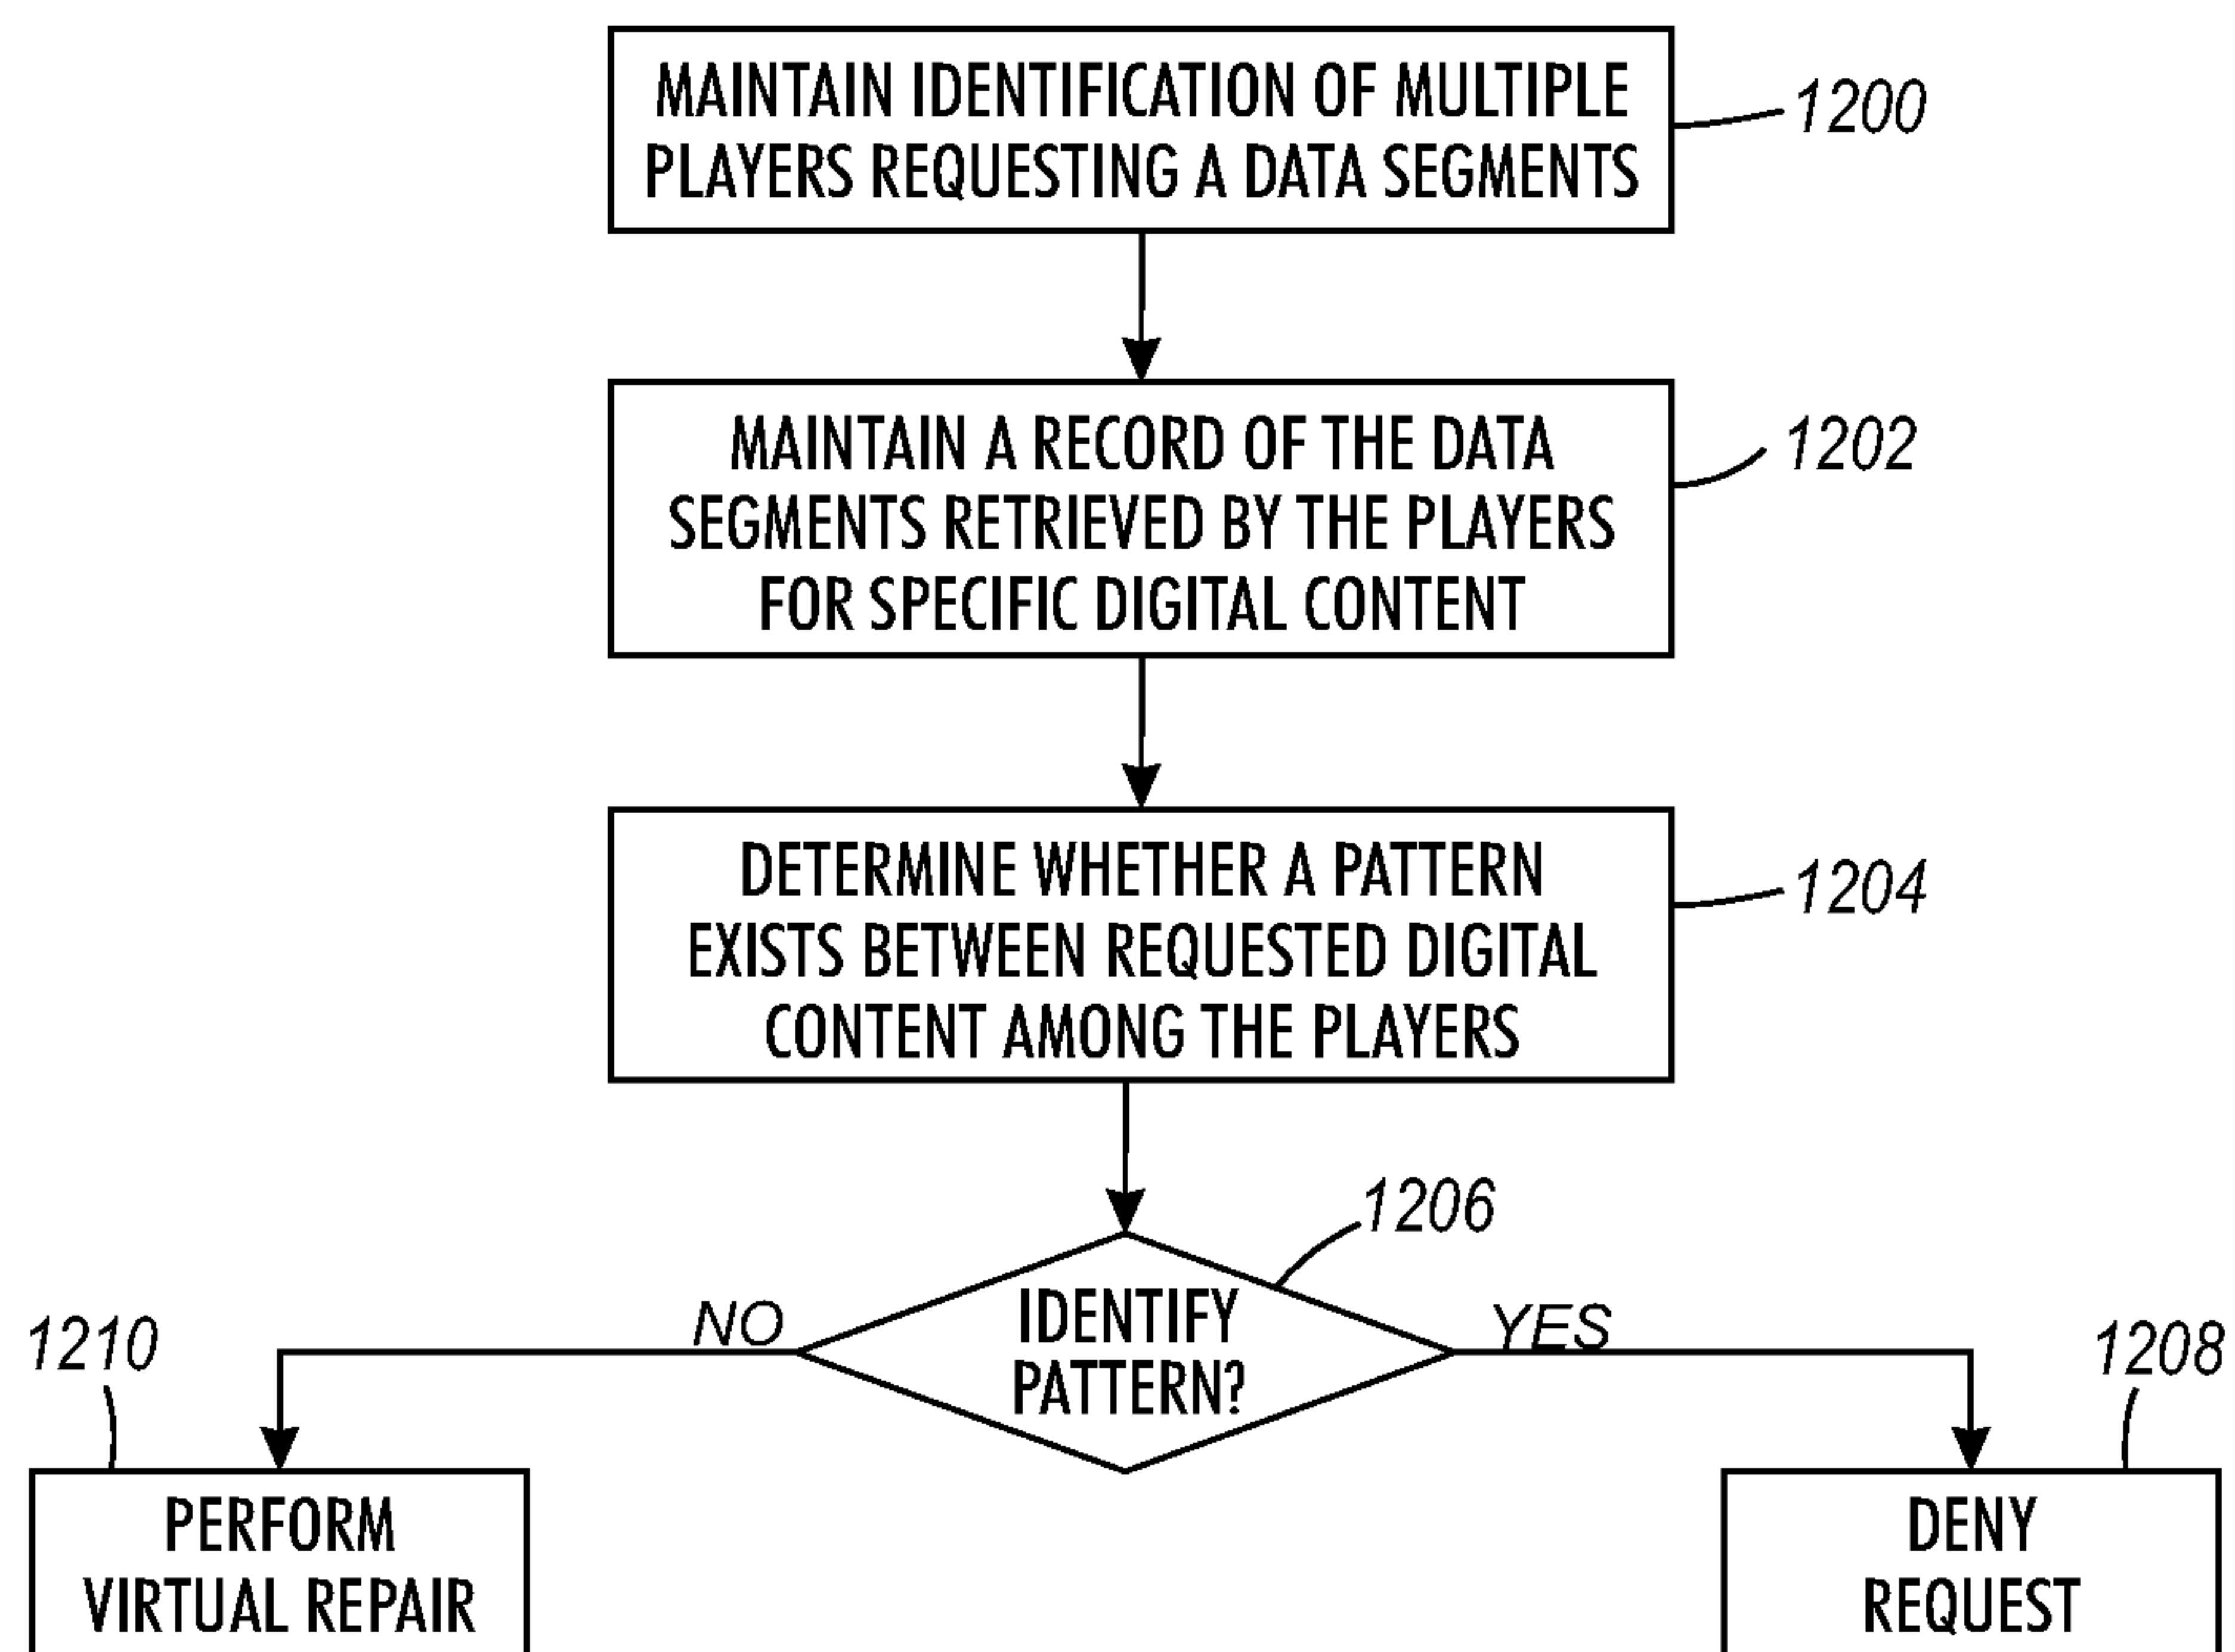 MAINTAIN IDENTIFICATION OF MULTIPLE
PLAYERS REQUESTING A DATA SEGMENTS
1200
MAINTAIN A RECORD OF THE DATA
SEGMENTS RETRIEVED BY THE PLAYERS
FOR SPECIFIC DIGITAL CONTENT
1202
DETERMINE WHETHER A PATTERN
EXISTS BETWEEN REQUESTED DIGITAL
CONTENT AMONG THE PLAYERS
1204
1206
IDENTIFY
PATTERN?
NO
YES
1210
PERFORM
VIRTUAL REPAIR
1208
DENY
REQUEST